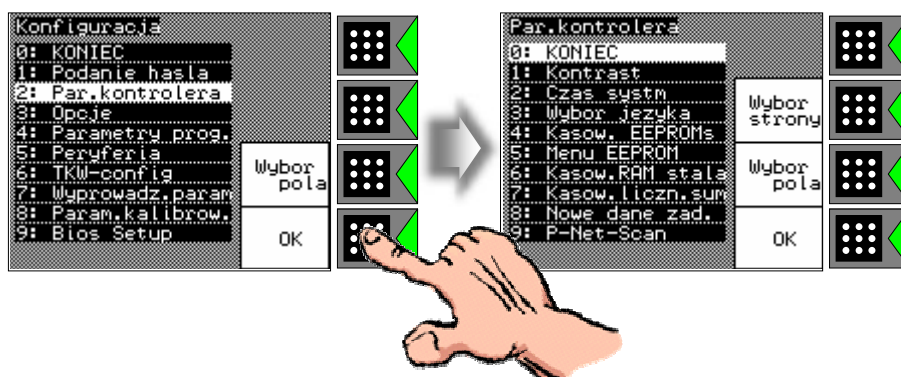 Konfiguracja
0: KONIEC
1: Podanie hasla
2: Par.kontrolera
3: Opcje
4: Parametry prog.
5: Peryferia
6: TKW-config
7: Wyprowadz.param
8: Param.kalibrow.
9: Bios Setup
Wybor
pola
OK
Par.kontrolera
0: KONIEC
1: Kontrast
2: Czas systm
3: Wybor jezyka
4: Kasow. EEPROMs
5: Menu EEPROM
6: Kasow.RAM stala
7: Kasow.liczn.sum
8: Nowe dane zad.
9: P-Net-Scan
Wybor
strony
Wybor
pola
OK